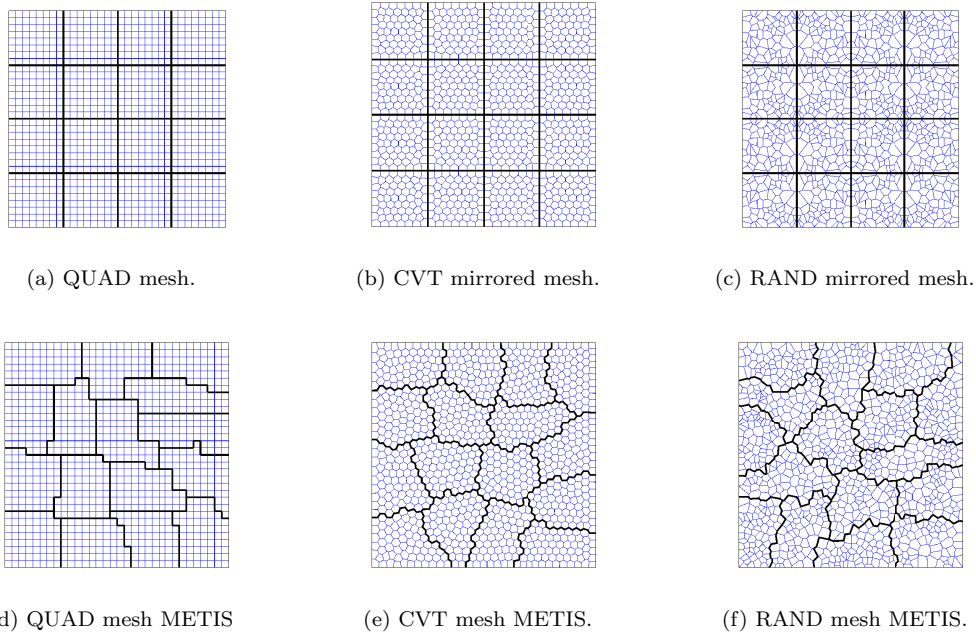 (a) QUAD mesh.
(b) CVT mirrored mesh.
(c) RAND mirrored mesh.
d) QUAD mesh METIS
(e) CVT mesh METIS.
(f) RAND mesh METIS.